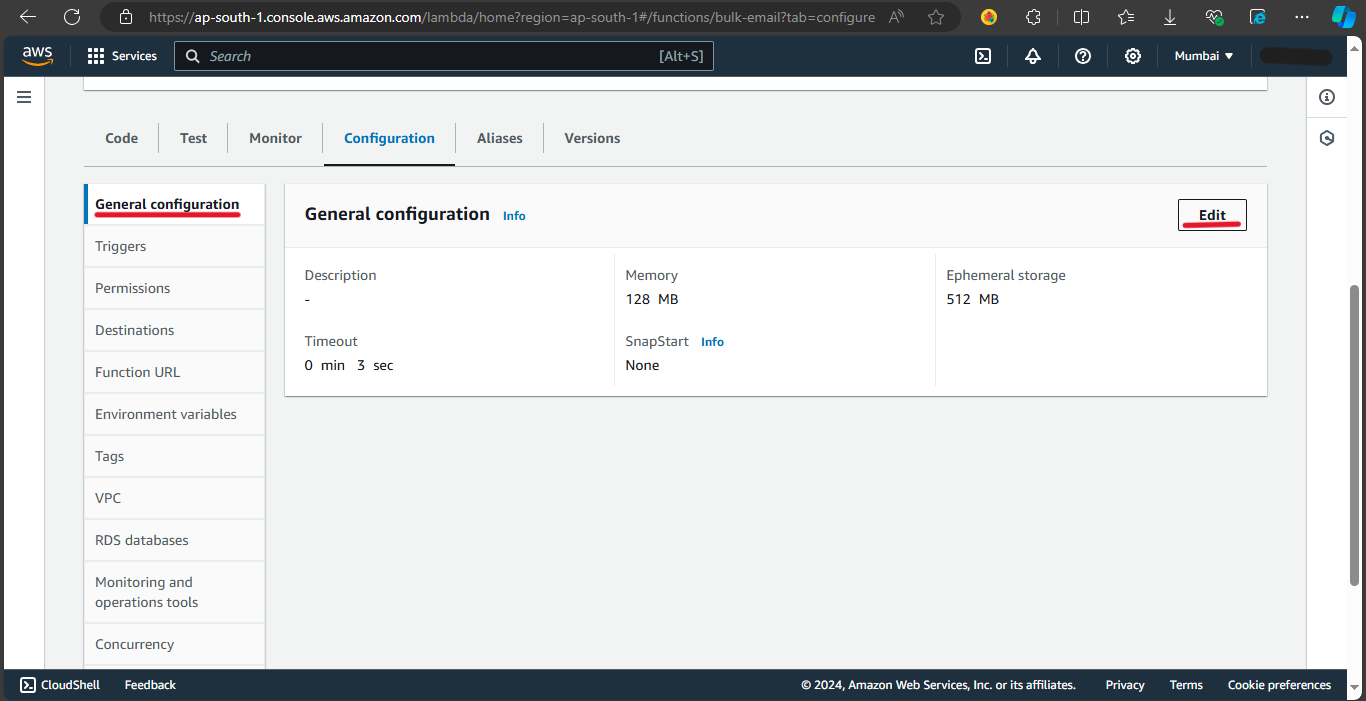 https://ap-south-1.console.aws.amazon.com/lambda/home?region=ap-south-1#/functions/bulk-email?tab=configure
aws
Services
Search
[Alt+S]
Mumbai
Code
Test
Monitor
Configuration
Aliases
Versions
General configuration
Triggers
Permissions
Destinations
Function URL
Environment variables
Tags
VPC
RDS databases
Monitoring and
operations tools
Concurrency
General configuration Info
Edit
Description
-
Memory
128 MB
Ephemeral storage
512 MB
Timeout
0 min 3 sec
SnapStart Info
None
CloudShell
Feedback
© 2024, Amazon Web Services, Inc. or its affiliates.
Privacy
Terms
Cookie preferences